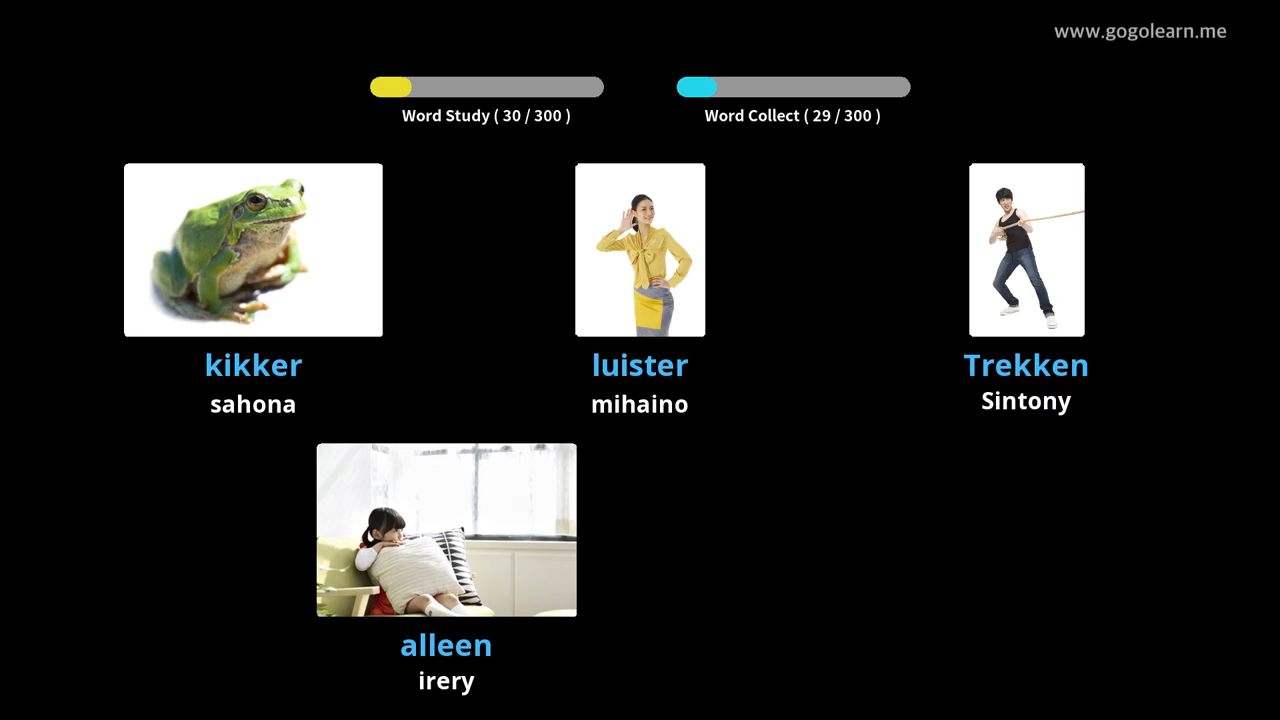 www.gogolearn.me
Word Study ( 30 / 300 )
Word Collect ( 29 / 300 )
kikker
sahona
luister
mihaino
Trekken
Sintony
alleen
irery